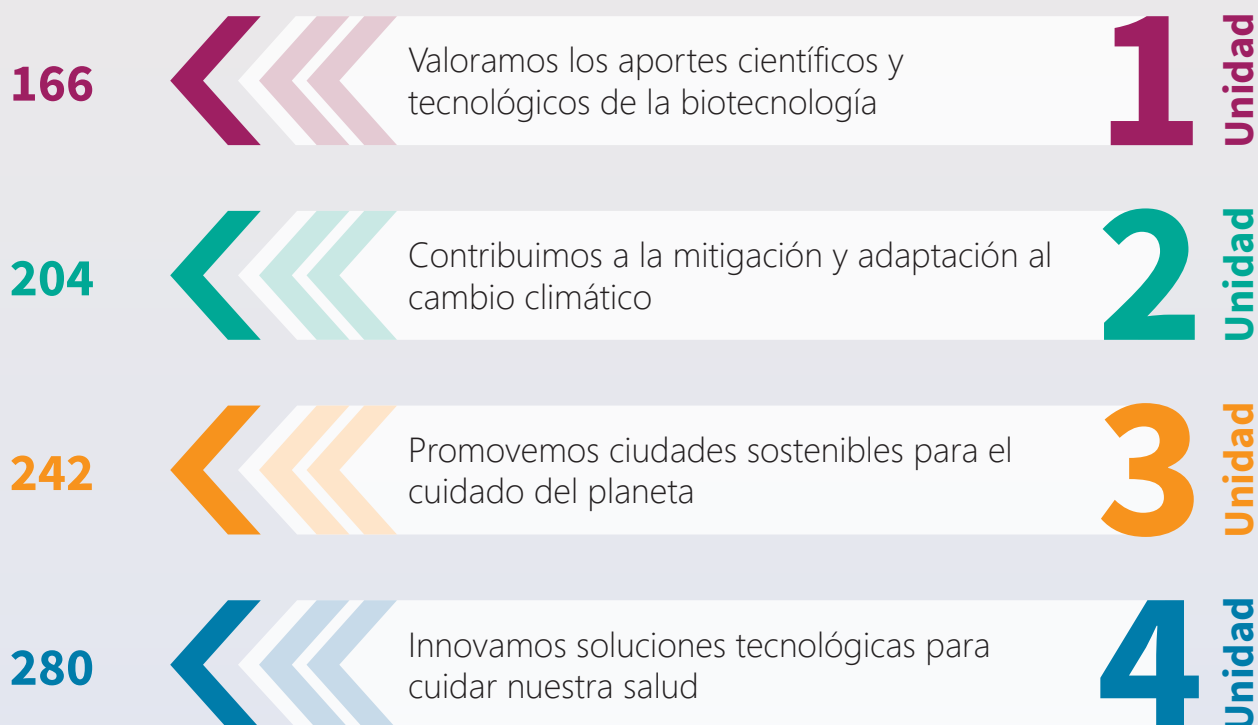 166
Valoramos los aportes científicos y
tecnológicos de la biotecnología
1
Unidad
204
Contribuimos a la mitigación y adaptación al
cambio climático
2
Unidad
242
Promovemos ciudades sostenibles para el
cuidado del planeta
3
Unidad
280
Innovamos soluciones tecnológicas para
cuidar nuestra salud
4
Unidad